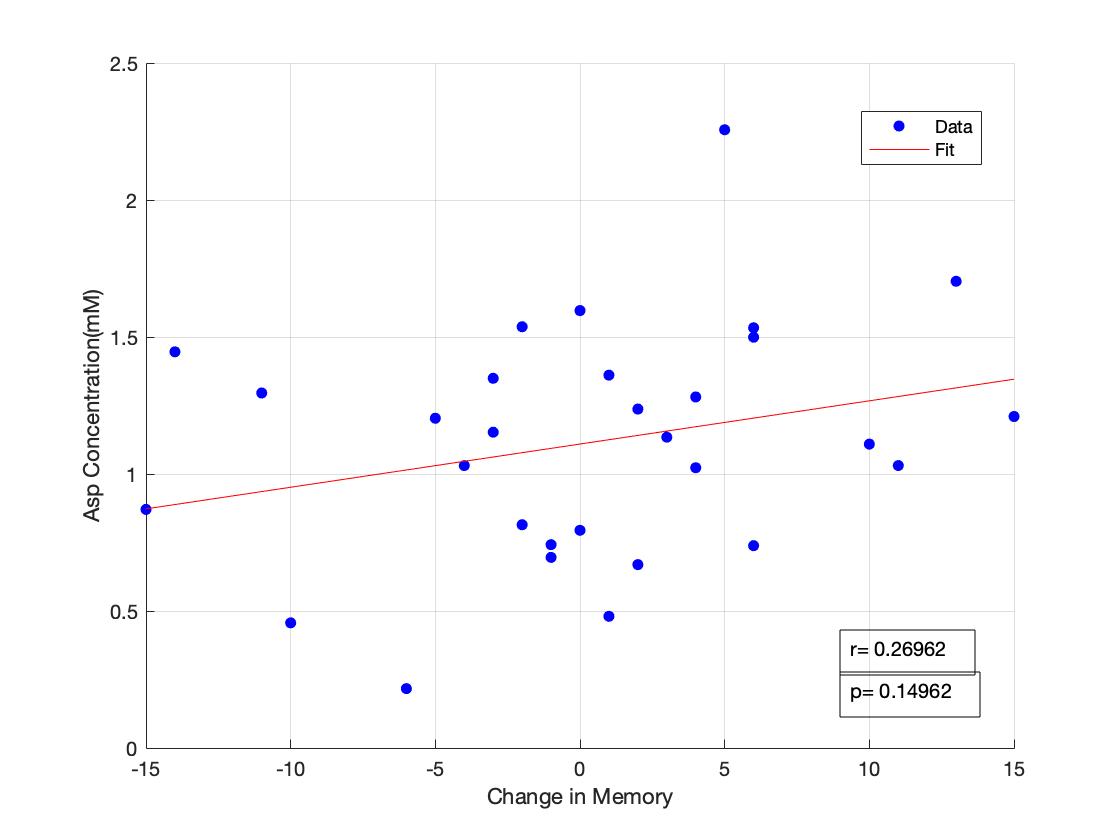 2.5
2
1.5
1
0.5
0
Asp Concentration(mM)
Data
Fit
r= 0.26962
p= 0.14962
-15 -10 -5 0 5 10 15
Change in Memory